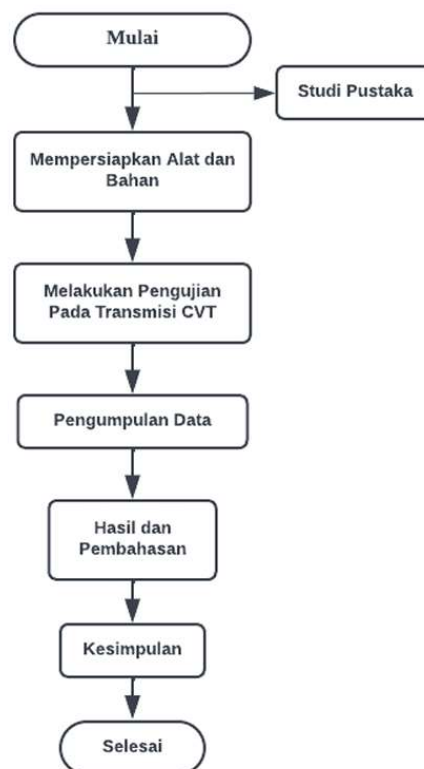 Mulai
Studi Pustaka
Mempersiapkan Alat dan
Bahan
Melakukan Pengujian
Pada Transmisi CVT
Pengumpulan Data
Hasil dan
Pembahasan
Kesimpulan
Selesai